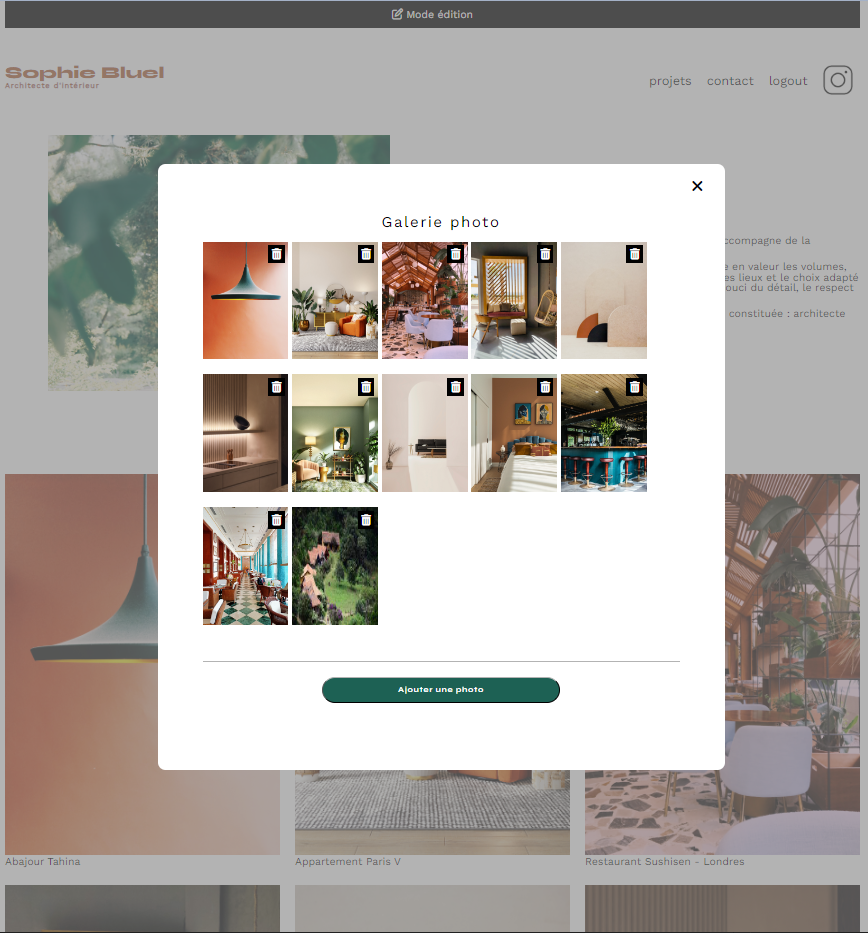 Mode édition
Sophie Bluel
Architecte d'intérieur
projets contact logout
Galerie photo
compagne de la
en valeur les volumes,
es lieux et le choix adapté
ouci du détail, le respect
constituée : architecte
Ajouter une photo
Abajour Tahina
Appartement Paris V
Restaurant Sushisen - Londres